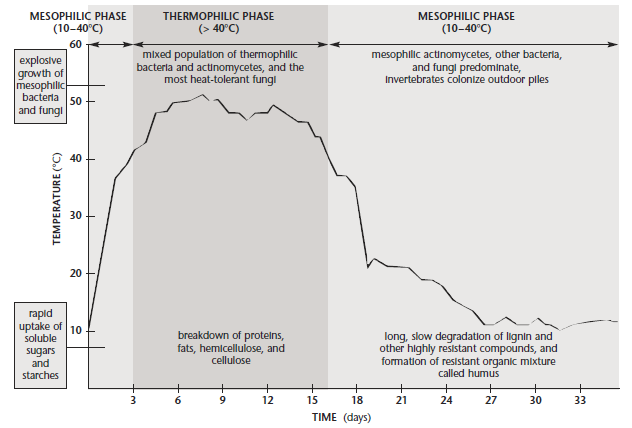 MESOPHILIC PHASE
(10–40°C)
THERMOPHILIC PHASE
(> 40°C)
MESOPHILIC PHASE
(10–40°C)
explosive
growth of
mesophilic
bacteria
and fungi
mixed population of thermophilic
bacteria and actinomycetes, and the
most heat-tolerant fungi
mesophilic actinomycetes, other bacteria,
and fungi predominate,
invertebrates colonize outdoor piles
TEMPERATURE (°C)
60
50
40
30
20
10
rapid
uptake of
soluble
sugars
and
starches
breakdown of proteins,
fats, hemicellulose, and
cellulose
long, slow degradation of lignin and
other highly resistant compounds, and
formation of resistant organic mixture
called humus
3 6 9 12 15 18 21 24 27 30 33
TIME (days)